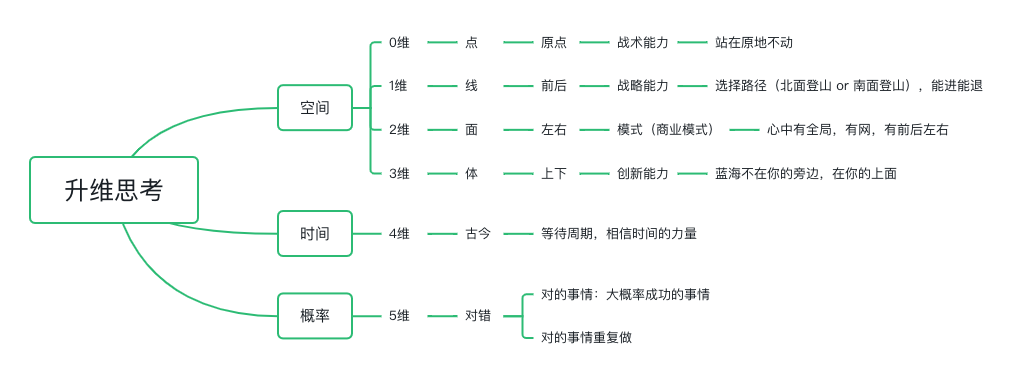 升维思考
空间
0维 点 原点 战术能力 站在原地不动
1维 线 前后 战略能力 选择路径（北面登山 or 南面登山），能进能退
2维 面 左右 模式（商业模式） 心中有全局，有网，有前后左右
3维 体 上下 创新能力 蓝海不在你的旁边，在你的上面
时间
4维 古今 等待周期，相信时间的力量
概率
5维 对错
对的事情：大概率成功的事情
对的事情重复做